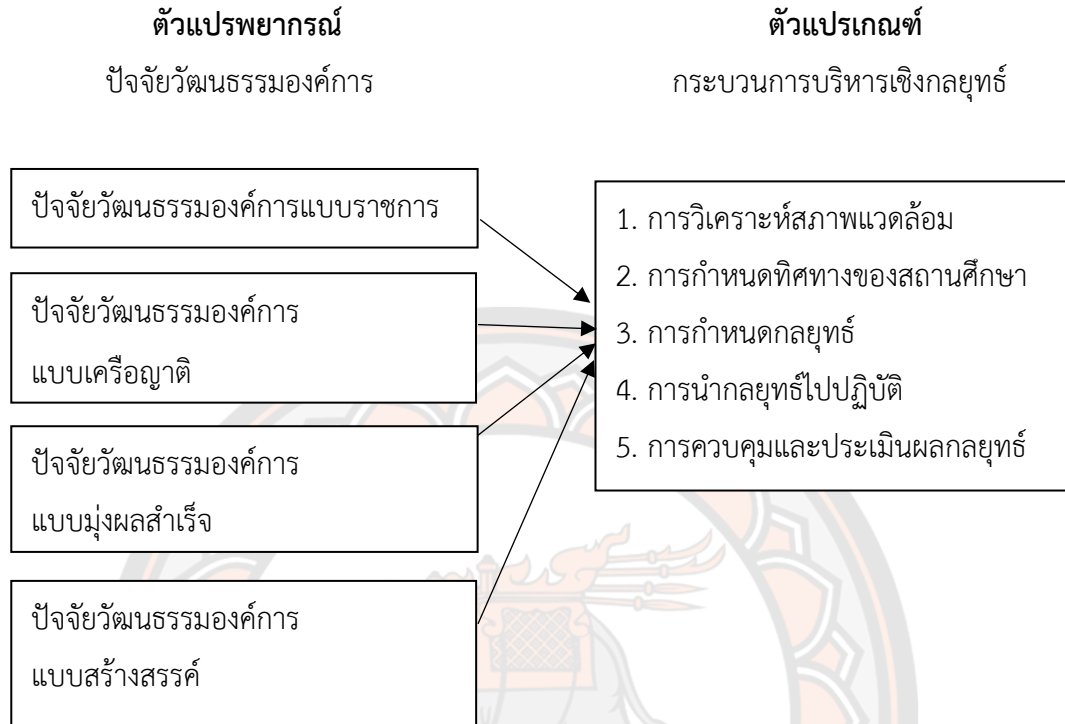 ตัวแปรพยากรณ์
ปัจจัยวัฒนธรรมองค์การ
ตัวแปรเกณฑ์
กระบวนการบริหารเชิงกลยุทธ์
ปัจจัยวัฒนธรรมองค์การแบบราชการ
ปัจจัยวัฒนธรรมองค์การ
แบบเครือญาติ
ปัจจัยวัฒนธรรมองค์การ
แบบมุ่งผลสำเร็จ
ปัจจัยวัฒนธรรมองค์การ
แบบสร้างสรรค์
1. การวิเคราะห์สภาพแวดล้อม
2. การกำหนดทิศทางของสถานศึกษา
3. การกำหนดกลยุทธ์
4. การนำกลยุทธ์ไปปฏิบัติ
5. การควบคุมและประเมินผลกลยุทธ์